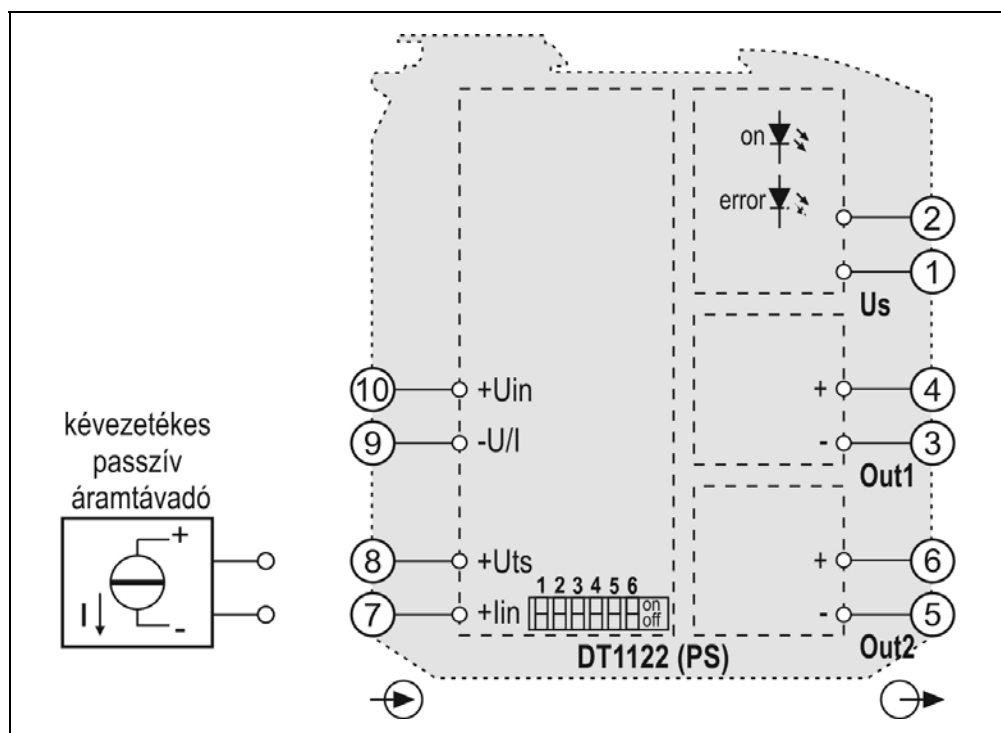 on
error
2
1
Us
10 +Uin
+ 4
kévezetékes
passzív
áramtávadó
9 -U/I
- 3
Out1
+
I
-
8 +Uts
+ 6
1 2 3 4 5 6
on
off
7 +Iin
- 5
Out2
DT1122 (PS)